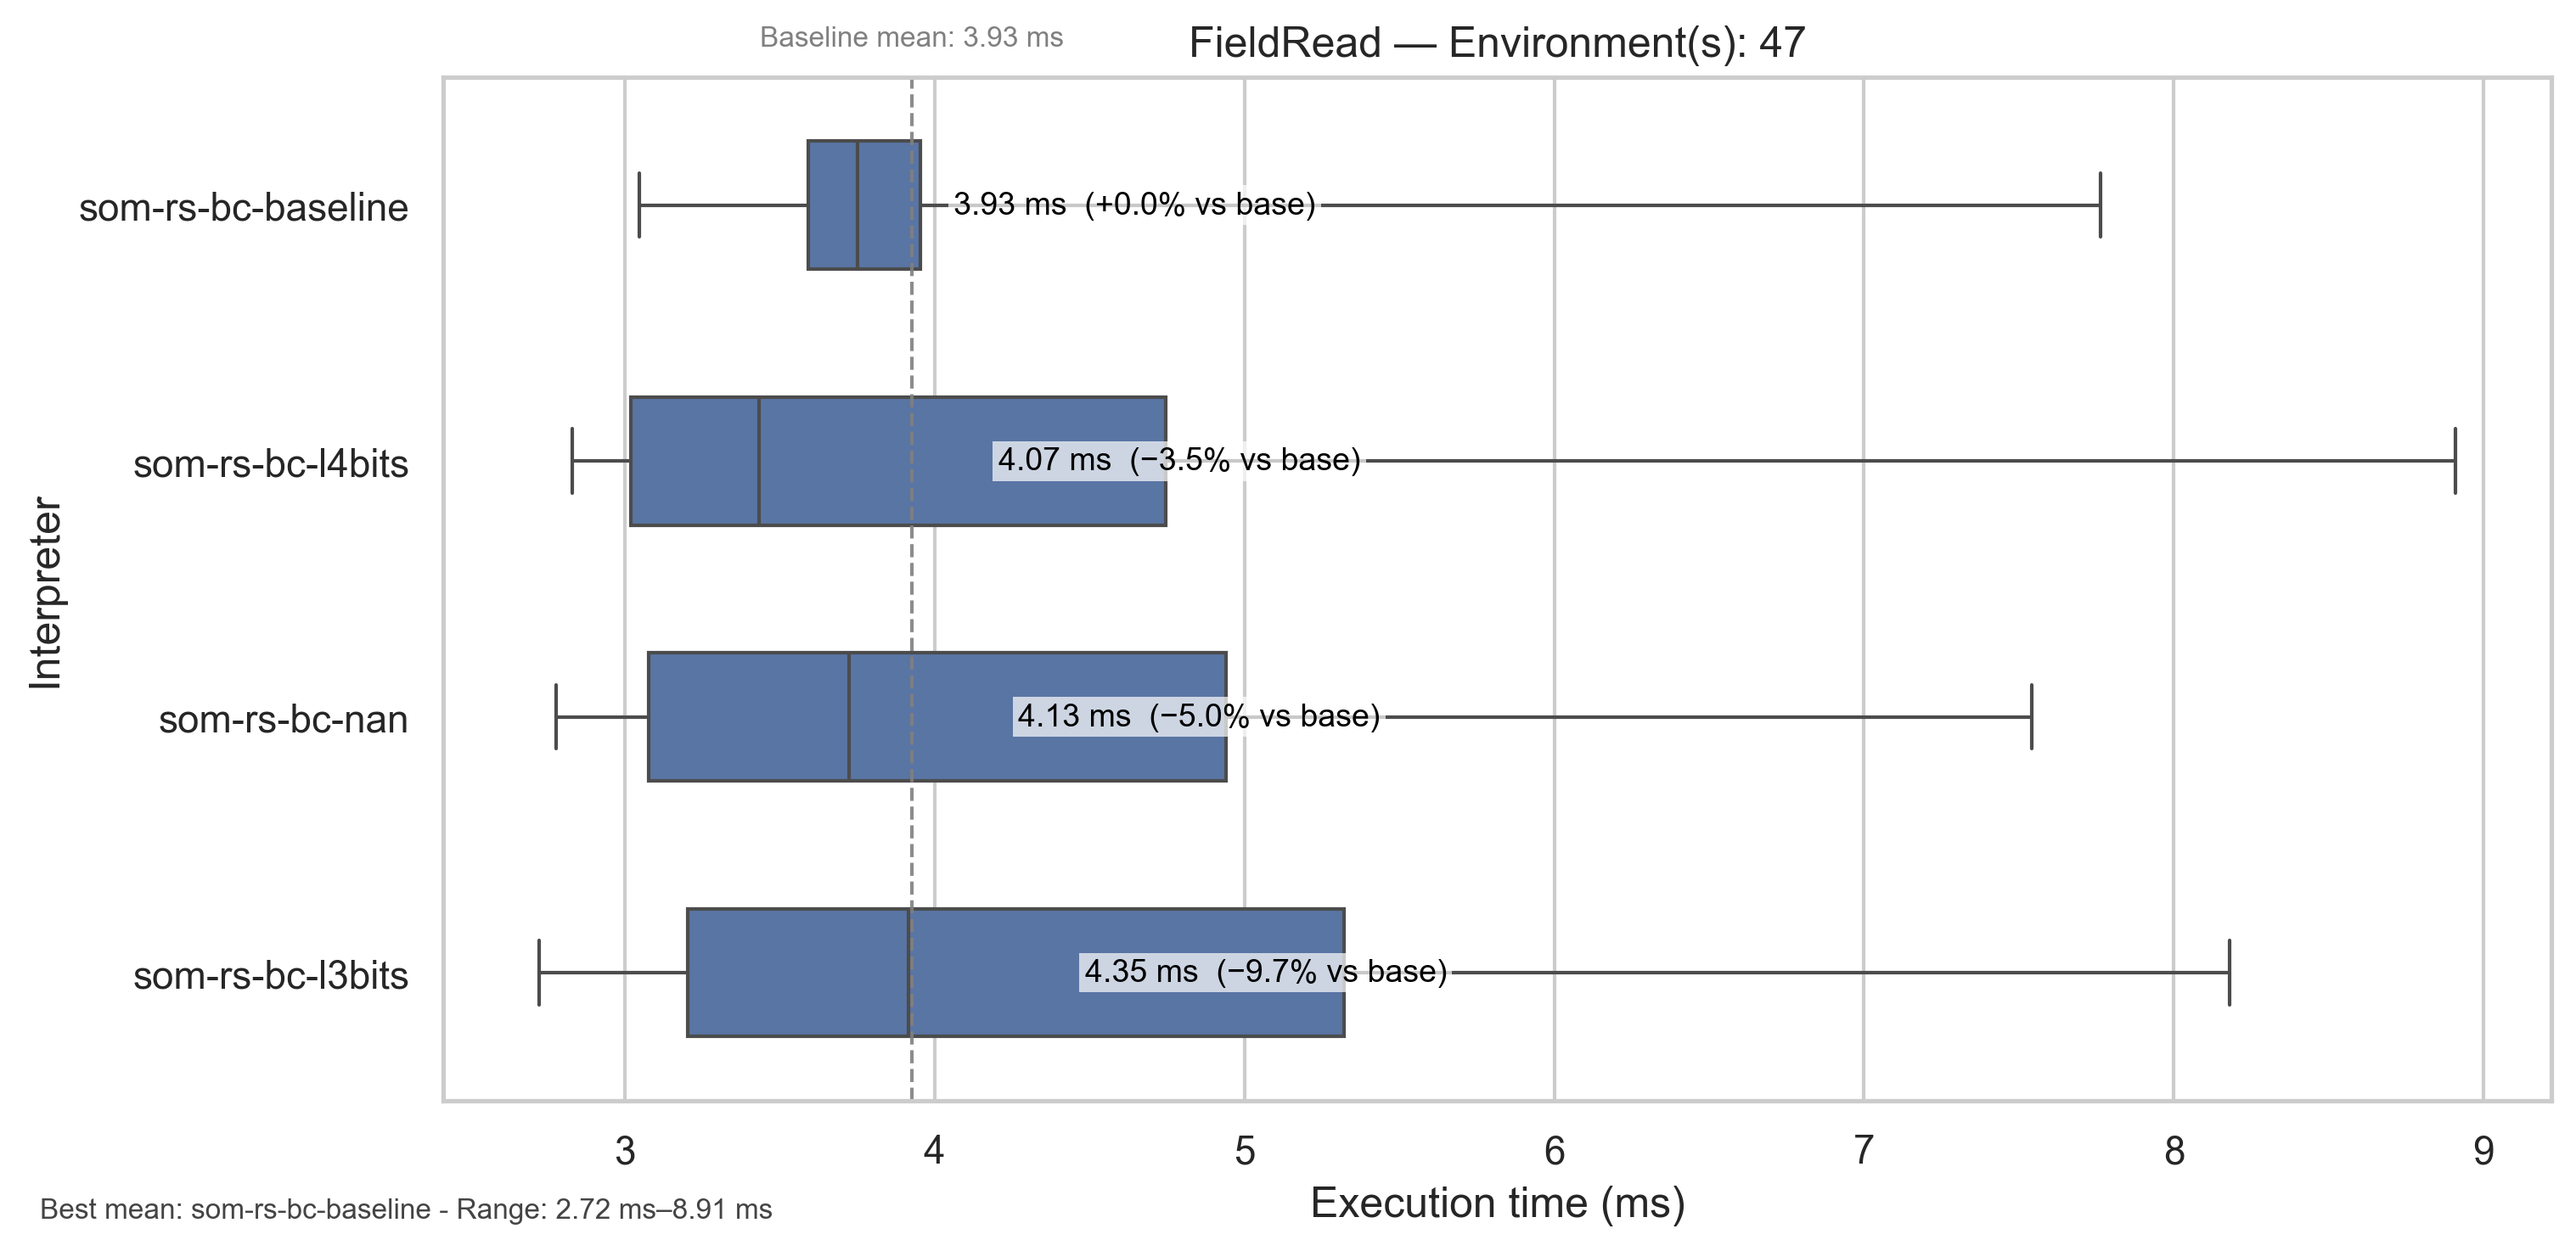 Baseline mean: 3.93 ms
FieldRead — Environment(s): 47
Interpreter
som-rs-bc-baseline
3.93 ms (+0.0% vs base)
som-rs-bc-l4bits
4.07 ms (−3.5% vs base)
som-rs-bc-nan
4.13 ms (−5.0% vs base)
som-rs-bc-l3bits
4.35 ms (−9.7% vs base)
3 4 5 6 7 8 9
Execution time (ms)
Best mean: som-rs-bc-baseline - Range: 2.72 ms–8.91 ms